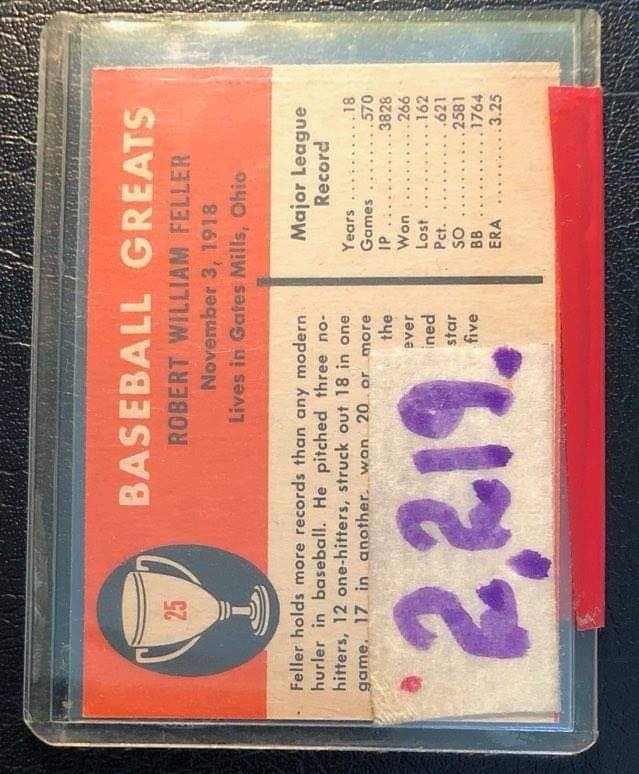 BASEBALL GREATS
ROBERT WILLIAM FELLER
November 3, 1918
Lives in Gates Mills, Ohio
25
Feller holds more records than any modern
hurler in baseball. He pitched three no-
hitters, 12 one-hitters, struck out 18 in one
game, 17 in another, won 20 or more
the
ever
ned
star
five
Major League
Record
Years ........ 18
Games ...... 570
IP ........ 3828
Won ....... 266
Lost ....... 162
Pct. ....... .621
SO ........ 2581
BB ........ 1764
ERA ....... 3.25
2,219.